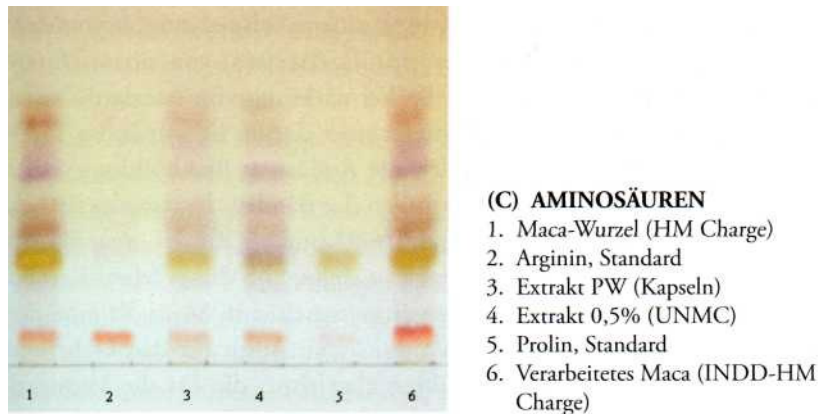 1 2 3 4 5 6
(C) AMINOSÄUREN
1. Maca-Wurzel (HM Charge)
2. Arginin, Standard
3. Extrakt PW (Kapseln)
4. Extrakt 0,5% (UNMC)
5. Prolin, Standard
6. Verarbeitetes Maca (INDD-HM
Charge)